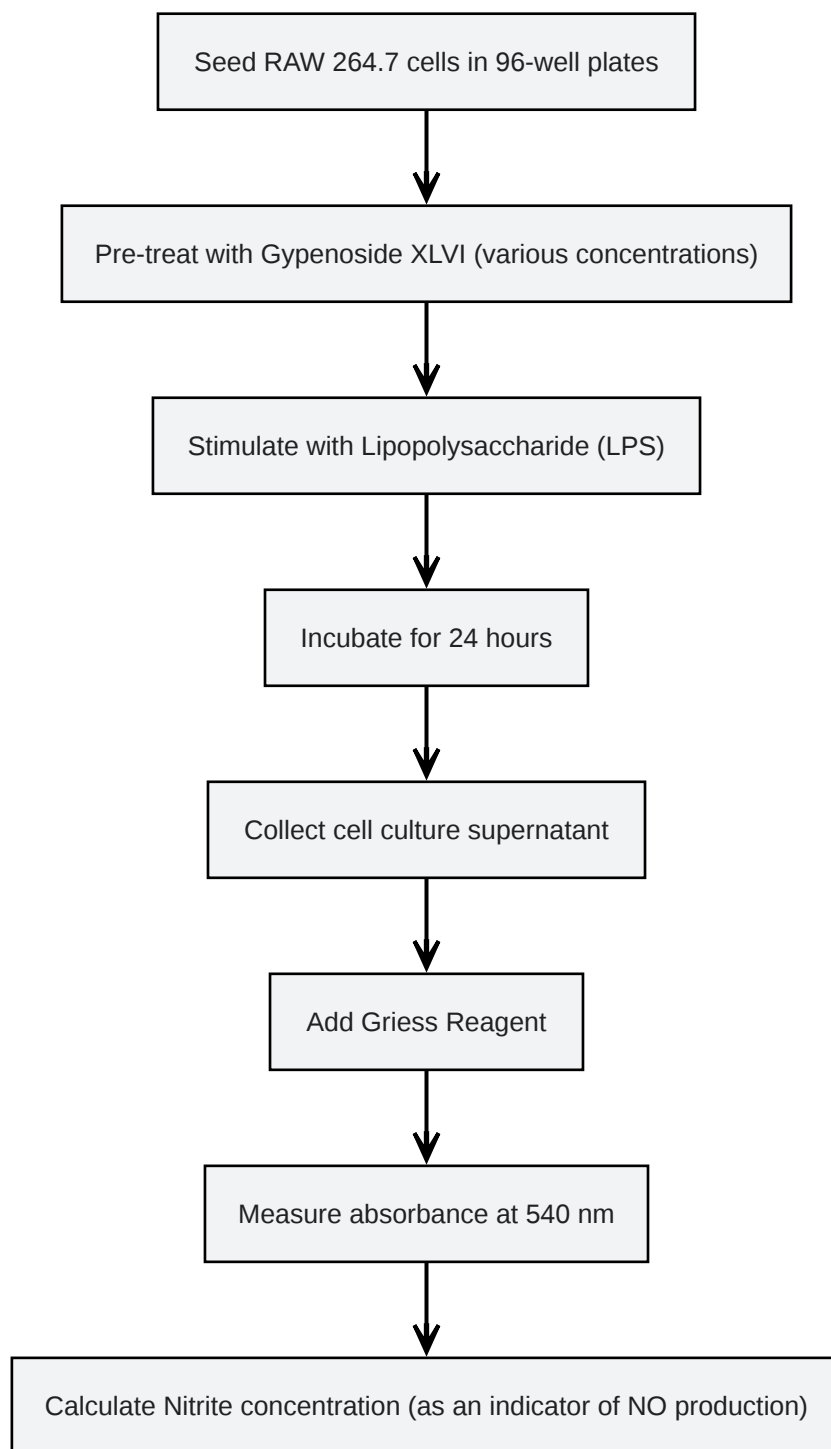 Seed RAW 264.7 cells in 96-well plates
Pre-treat with Gypenoside XLVI (various concentrations)
Stimulate with Lipopolysaccharide (LPS)
Incubate for 24 hours
Collect cell culture supernatant
Add Griess Reagent
Measure absorbance at 540 nm
Calculate Nitrite concentration (as an indicator of NO production)